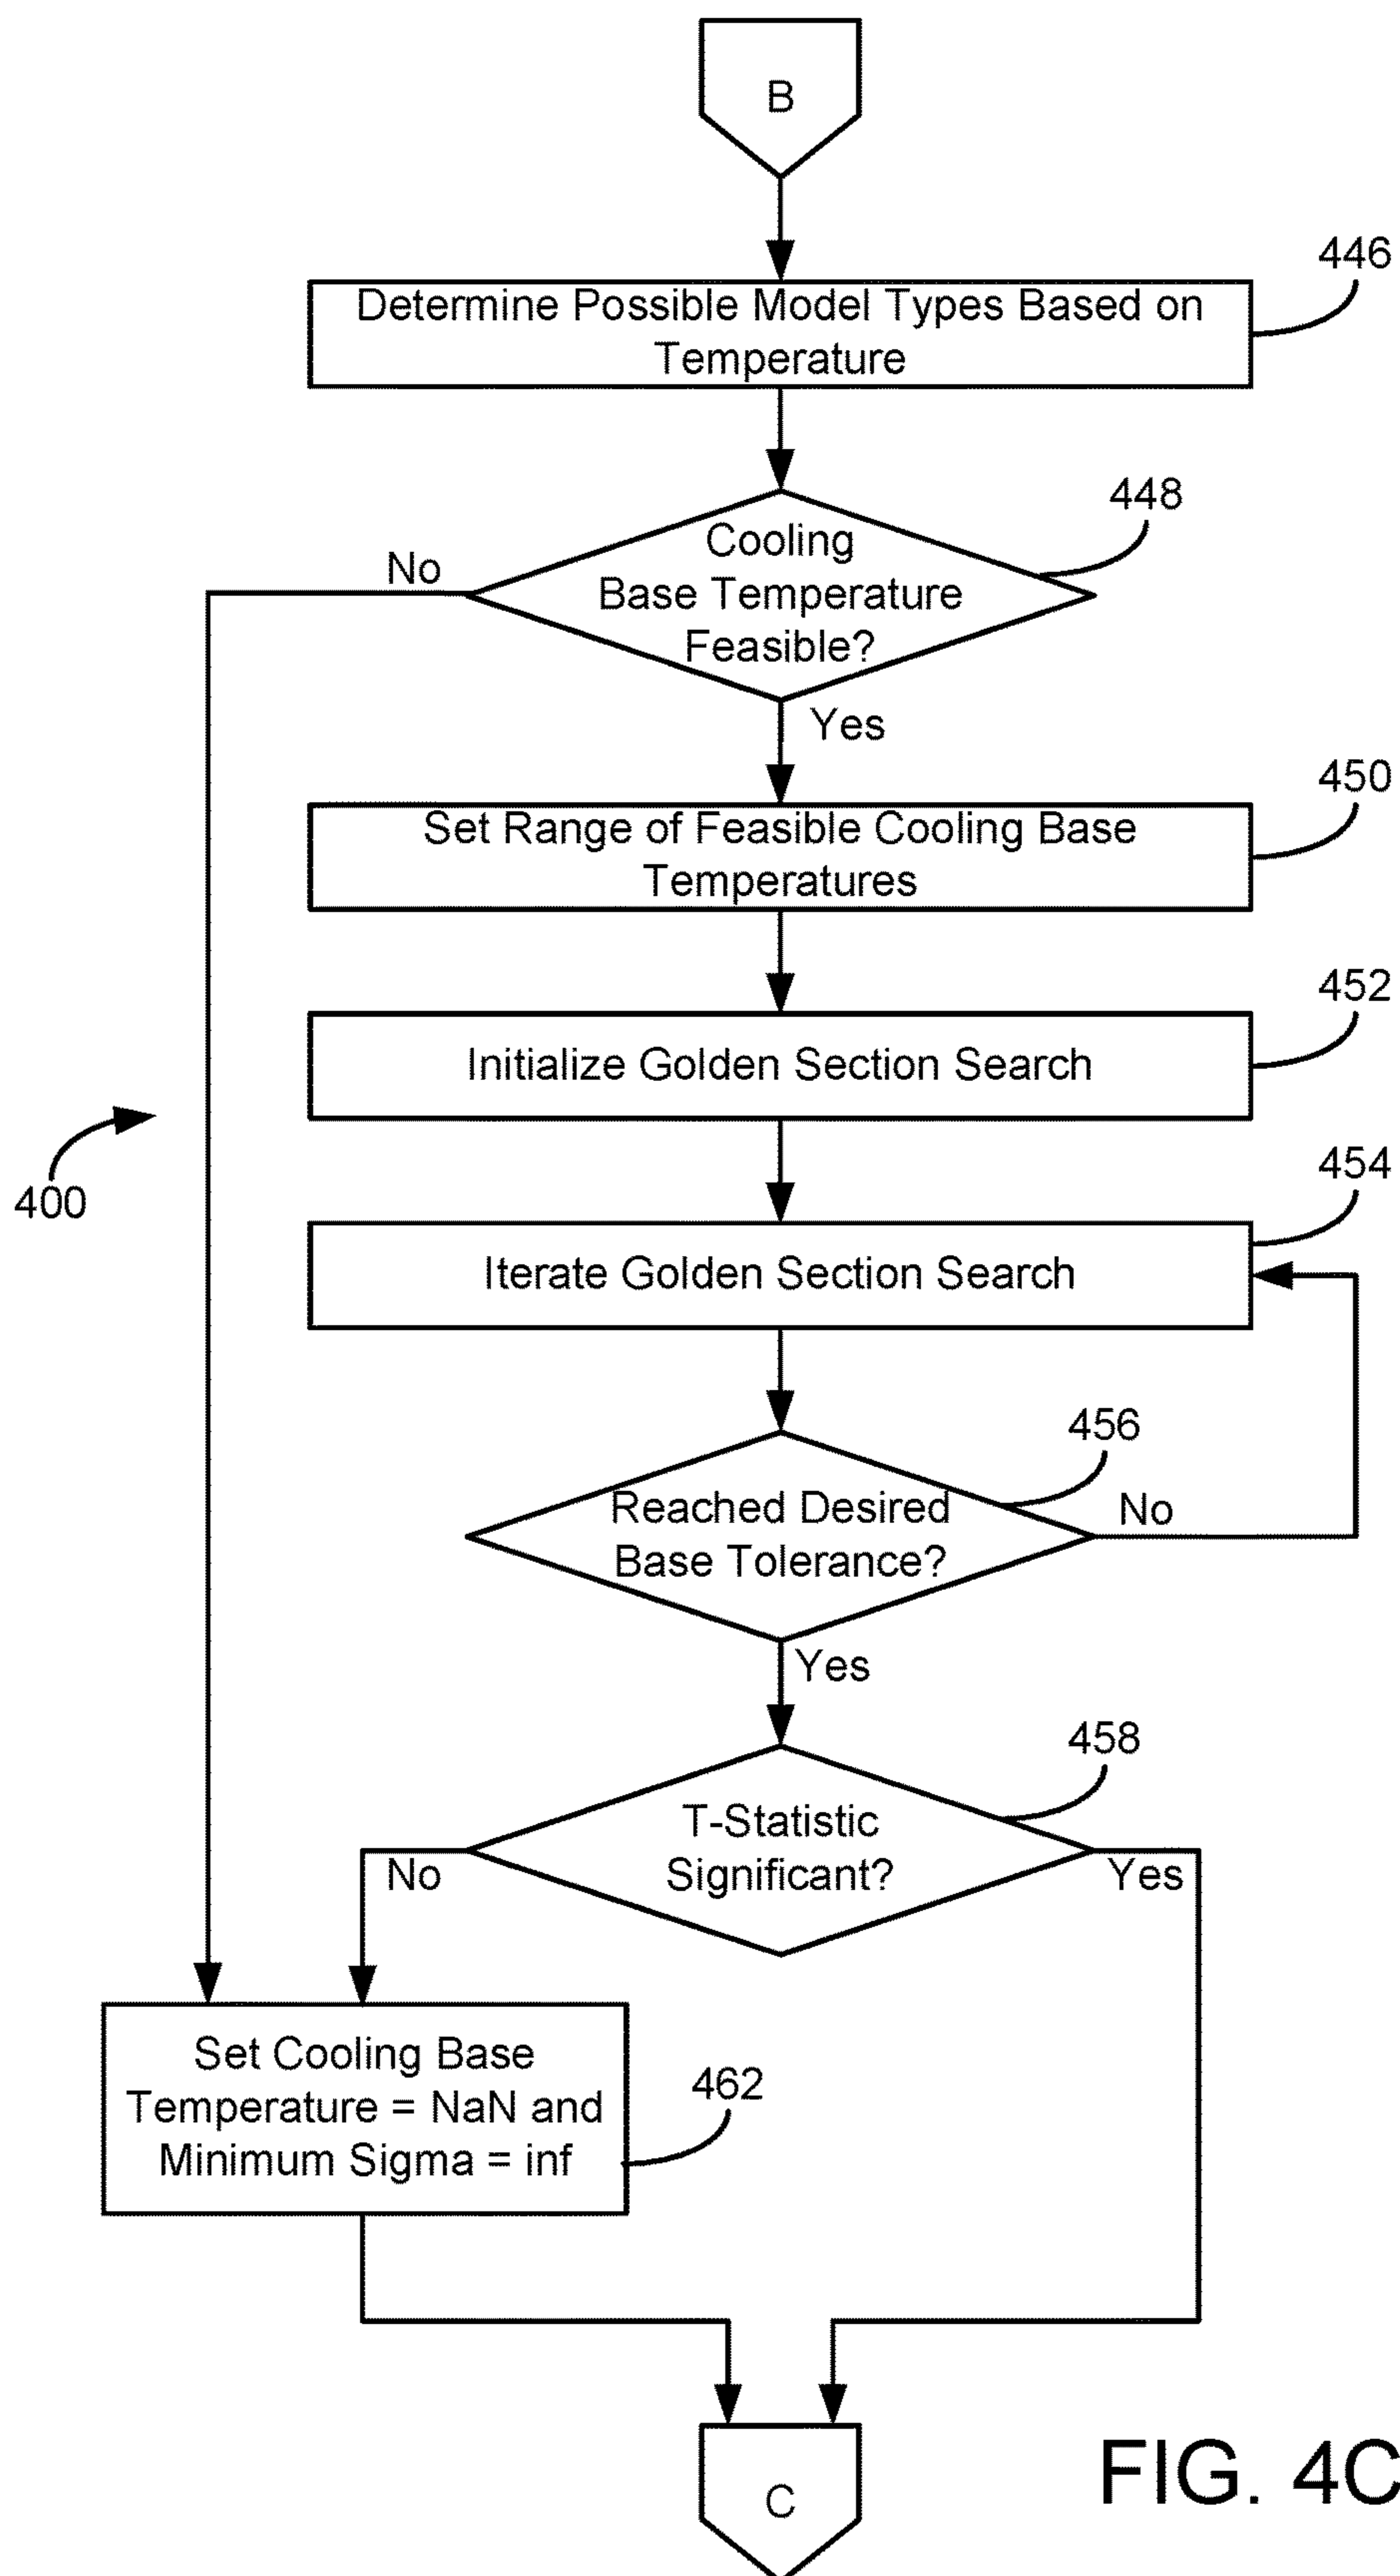 B
446
Determine Possible Model Types Based on
Temperature
448
Cooling
Base Temperature
Feasible?
No
Yes
450
Set Range of Feasible Cooling Base
Temperatures
452
Initialize Golden Section Search
400
454
Iterate Golden Section Search
456
Reached Desired
Base Tolerance?
No
Yes
458
T-Statistic
Significant?
No
Yes
Set Cooling Base
Temperature = NaN and
Minimum Sigma = inf
462
C
FIG. 4C